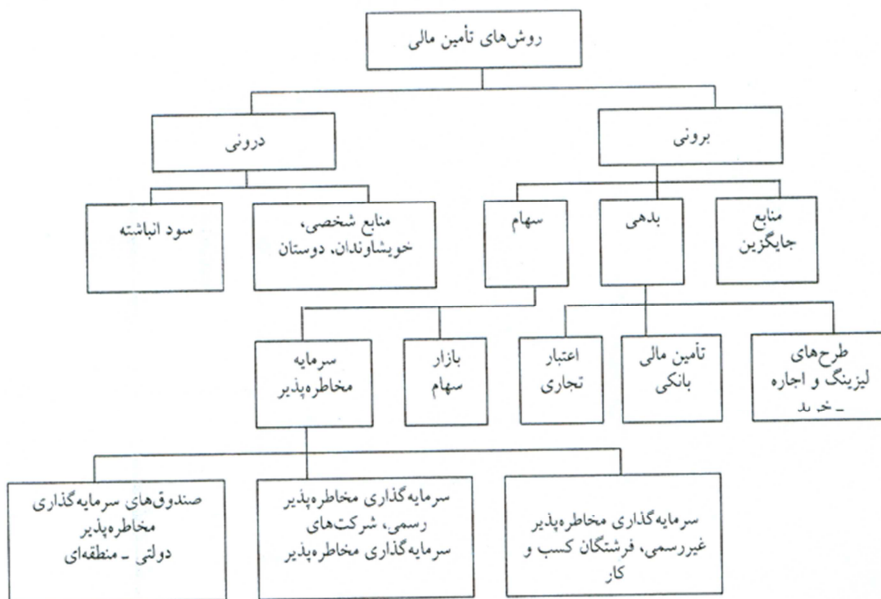 روش‌های تأمین مالی
برونی
درونی
منابع
جایگزین
بدهی
سهام
منابع شخصی،
خویشاوندان، دوستان
سود انباشته
طرح‌های
لیزینگ و اجاره
تأمین مالی
بانکی
اعتبار
تجاری
بازار
سهام
سرمایه
مخاطره‌پذیر
سرمایه‌گذاری مخاطره‌پذیر
غیررسمی، فرشتگان کسب و
کار
سرمایه‌گذاری مخاطره‌پذیر
رسمی، شرکت‌های
سرمایه‌گذاری مخاطره‌پذیر
صندوق‌های سرمایه‌گذاری
مخاطره‌پذیر
دولتی ـ منطقه‌ای